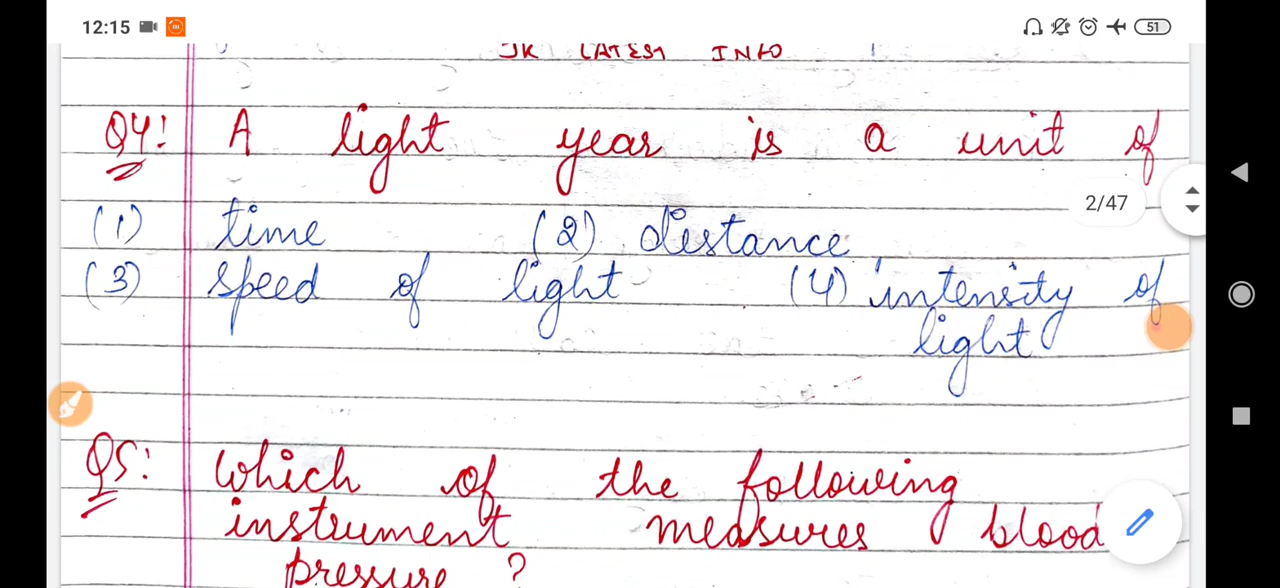 12:15
51
JK LATEST INFO
Q4! A light year is a unit of
2/47
(1) time (2) distance
(3) speed of light (4) intensity of
light
Q5: Which of the following
instrument measures blood
pressure ?